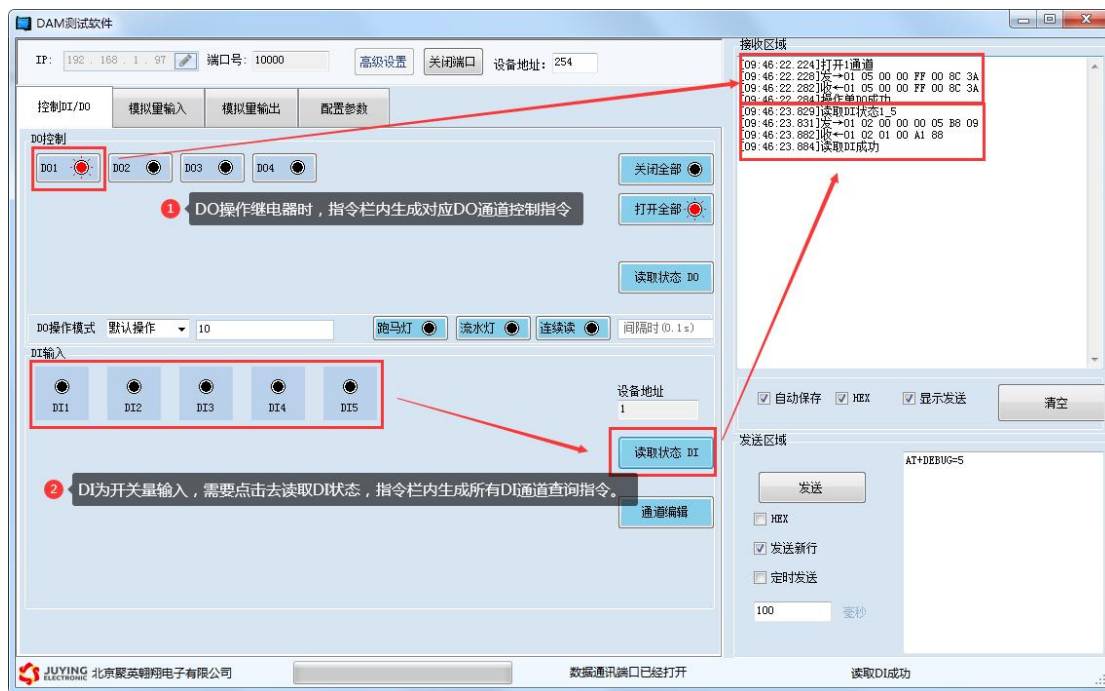 DAM测试软件
IP: 192 . 168 . 1 . 97 端口号: 10000 高级设置 关闭端口 设备地址: 254
控制DI/DO 模拟量输入 模拟量输出 配置参数
DO控制
DO1 DO2 DO3 DO4 关闭全部
1 DO操作继电器时，指令栏内生成对应DO通道控制指令
打开全部
读取状态 DO
DO操作模式 默认操作 10 跑马灯 流水灯 连续读 间隔时(0.1s)
DI输入
DI1 DI2 DI3 DI4 DI5
设备地址
1
读取状态 DI
2 DI为开关量输入，需要点击去读取DI状态，指令栏内生成所有DI通道查询指令。
通道编辑
接收区域
[09:46:22.224]打开1通道
[09:46:22.228]发→01 05 00 00 FF 00 8C 3A
[09:46:22.282]收←01 05 00 00 FF 00 8C 3A
[09:46:22.284]操作单DO成功
[09:46:23.829]读取DI状态1_5
[09:46:23.831]发→01 02 00 00 00 05 B8 09
[09:46:23.882]收←01 02 01 00 A1 88
[09:46:23.884]读取DI成功
自动保存 HEX 显示发送 清空
发送区域
AT+DEBUG=5
发送
HEX
发送新行
定时发送
100 毫秒
JUYING ELECTRONIC 北京聚英翱翔电子有限公司 数据通讯端口已经打开 读取DI成功